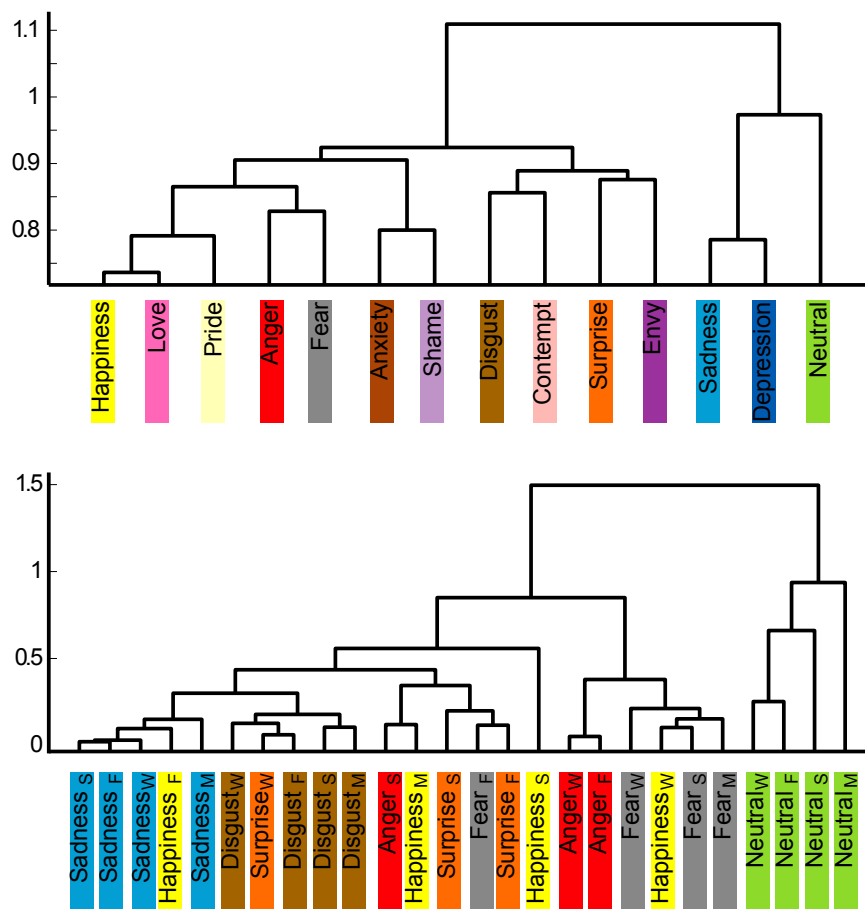 1.1
1
0.9
0.8
Happiness
Love
Pride
Anger
Fear
Anxiety
Shame
Disgust
Contempt
Surprise
Envy
Sadness
Depression
Neutral
1.5
1
0.5
0
Sadness S
Sadness F
Sadness W
Happiness F
Sadness M
Disgust W
Surprise W
Disgust F
Disgust S
Disgust M
Anger S
Happiness M
Surprise S
Fear F
Surprise F
Happiness S
Anger W
Anger F
Fear W
Happiness W
Fear S
Fear M
Neutral W
Neutral F
Neutral S
Neutral M